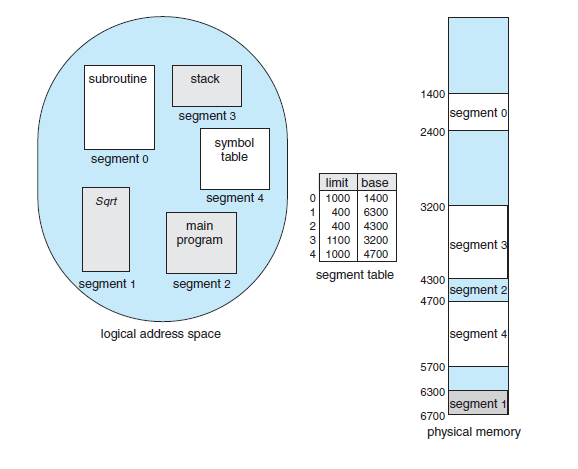 subroutine
stack
segment 3
segment 0
symbol
table
segment 4
Sqrt
main
program
segment 1
segment 2
logical address space
limit base
0 1000 1400
1 400 6300
2 400 4300
3 1100 3200
4 1000 4700
segment table
1400
segment 0
2400
3200
segment 3
4300
segment 2
4700
segment 4
5700
6300
segment 1
6700
physical memory